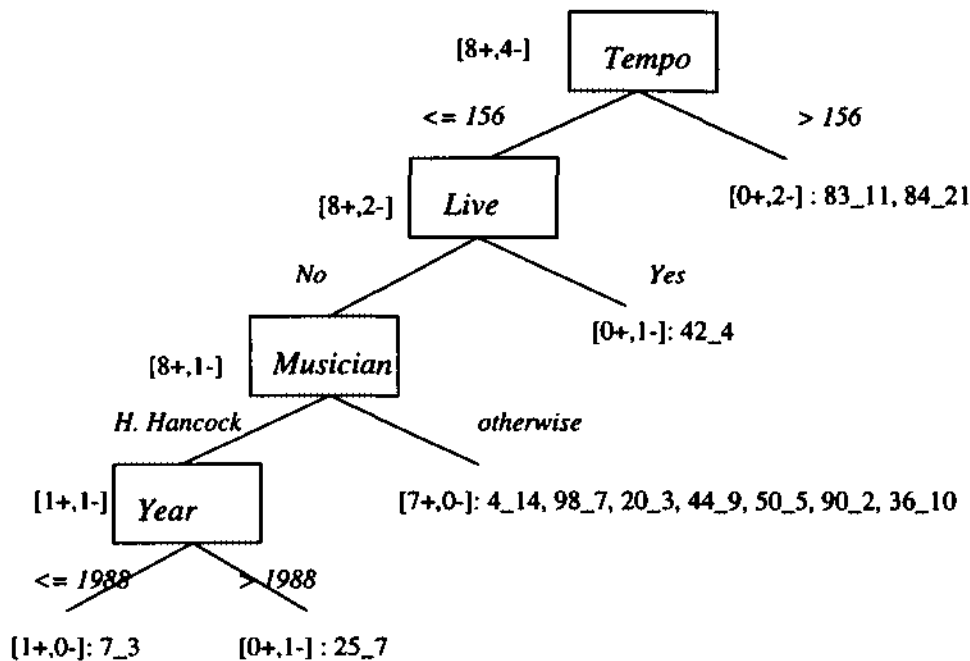 [8+,4-] Tempo
<= 156 > 156
[8+,2-] Live [0+,2-] : 83_11, 84_21
No Yes
[8+,1-] Musician [0+,1-]: 42_4
H. Hancock otherwise
[1+,1-] Year [7+,0-]: 4_14, 98_7, 20_3, 44_9, 50_5, 90_2, 36_10
<= 1988 > 1988
[1+,0-]: 7_3 [0+,1-] : 25_7